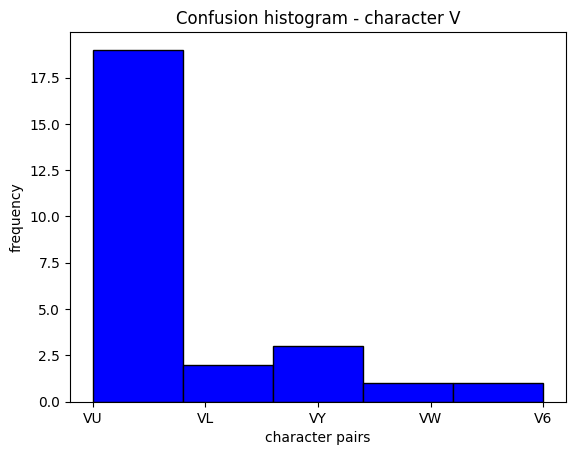 Confusion histogram - character V
frequency
17.5
15.0
12.5
10.0
7.5
5.0
2.5
0.0
VU VL VY VW V6
character pairs